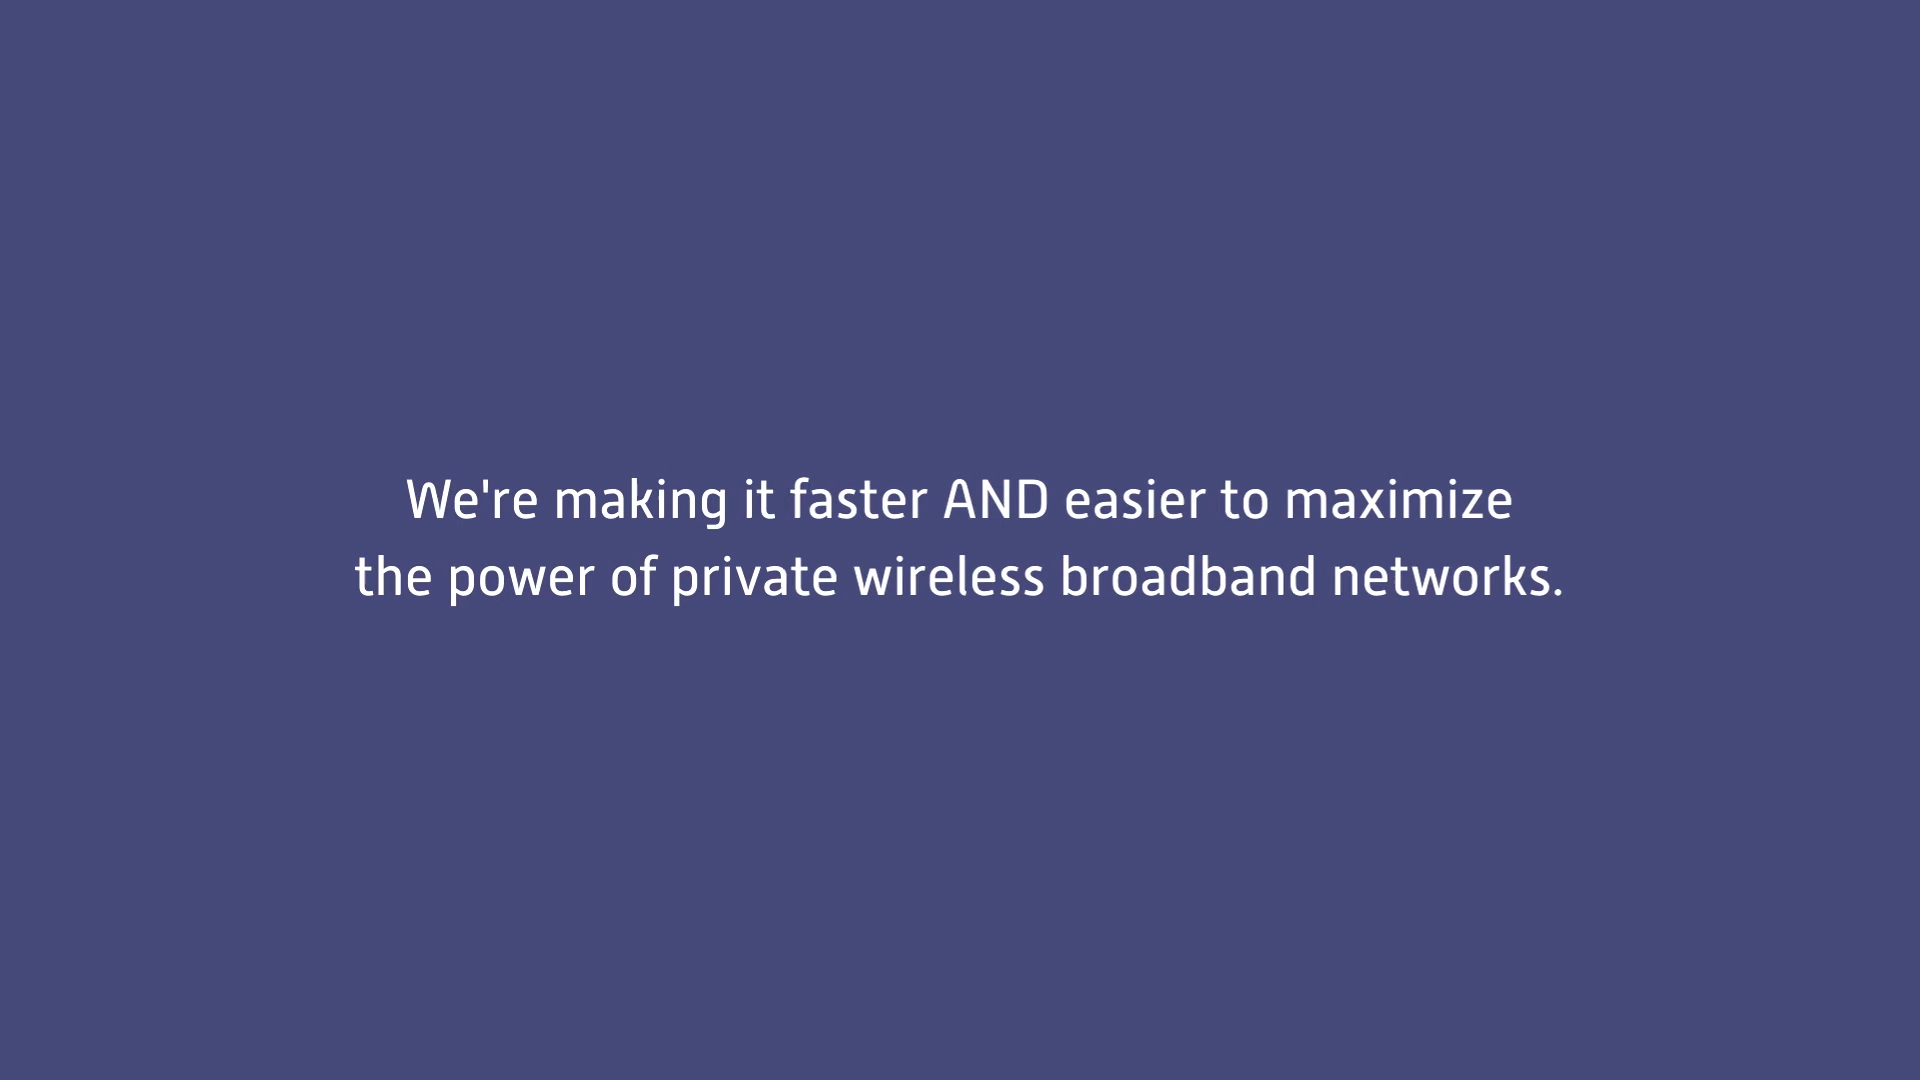 We're making it faster AND easier to maximize
the power of private wireless broadband networks.